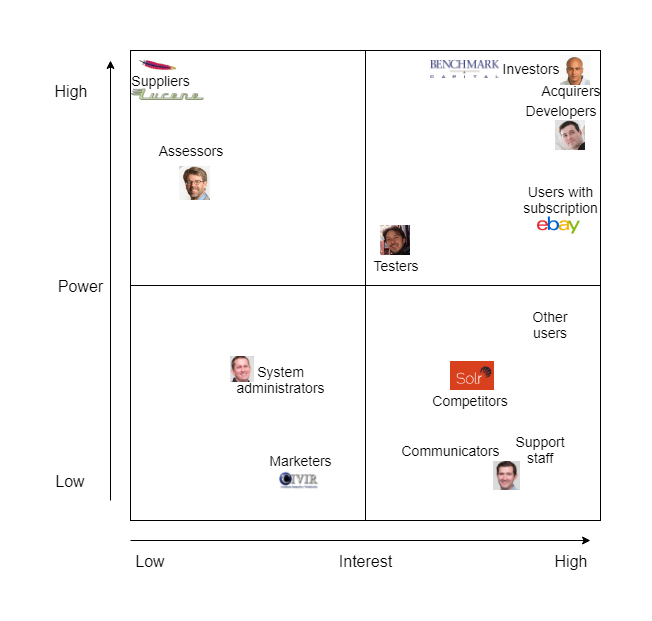 High
Suppliers
Lucene
BENCHMARK
CAPITAL
Investors
Acquirers
Developers
Assessors
Users with
subscription
ebay
Testers
Power
Other
users
System
administrators
Solr
Competitors
Communicators
Support
staff
Marketers
CIVIR
Low
Low
Interest
High